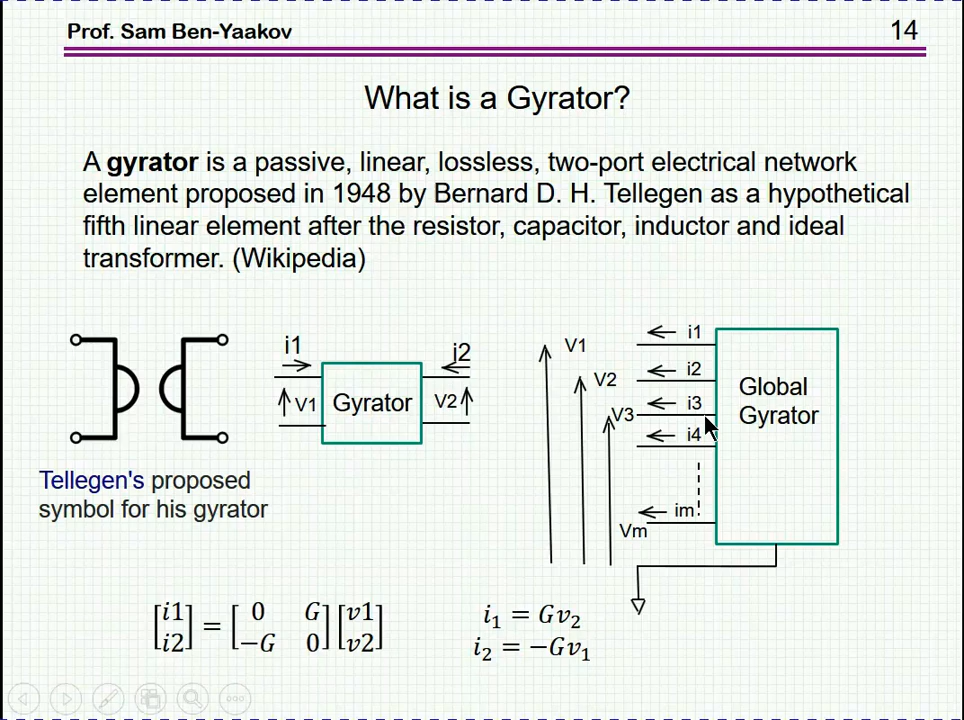 Prof. Sam Ben-Yaakov
14
What is a Gyrator?
A gyrator is a passive, linear, lossless, two-port electrical network
element proposed in 1948 by Bernard D. H. Tellegen as a hypothetical
fifth linear element after the resistor, capacitor, inductor and ideal
transformer. (Wikipedia)
i1
i2
V1
Gyrator
V2
Tellegen's proposed
symbol for his gyrator
V1
V2
V3
Vm
i1
i2
i3
i4
im
Global
Gyrator
[i1 i2] = [0 G −G 0] [v1 v2]
i₁ = Gv₂
i₂ = −Gv₁